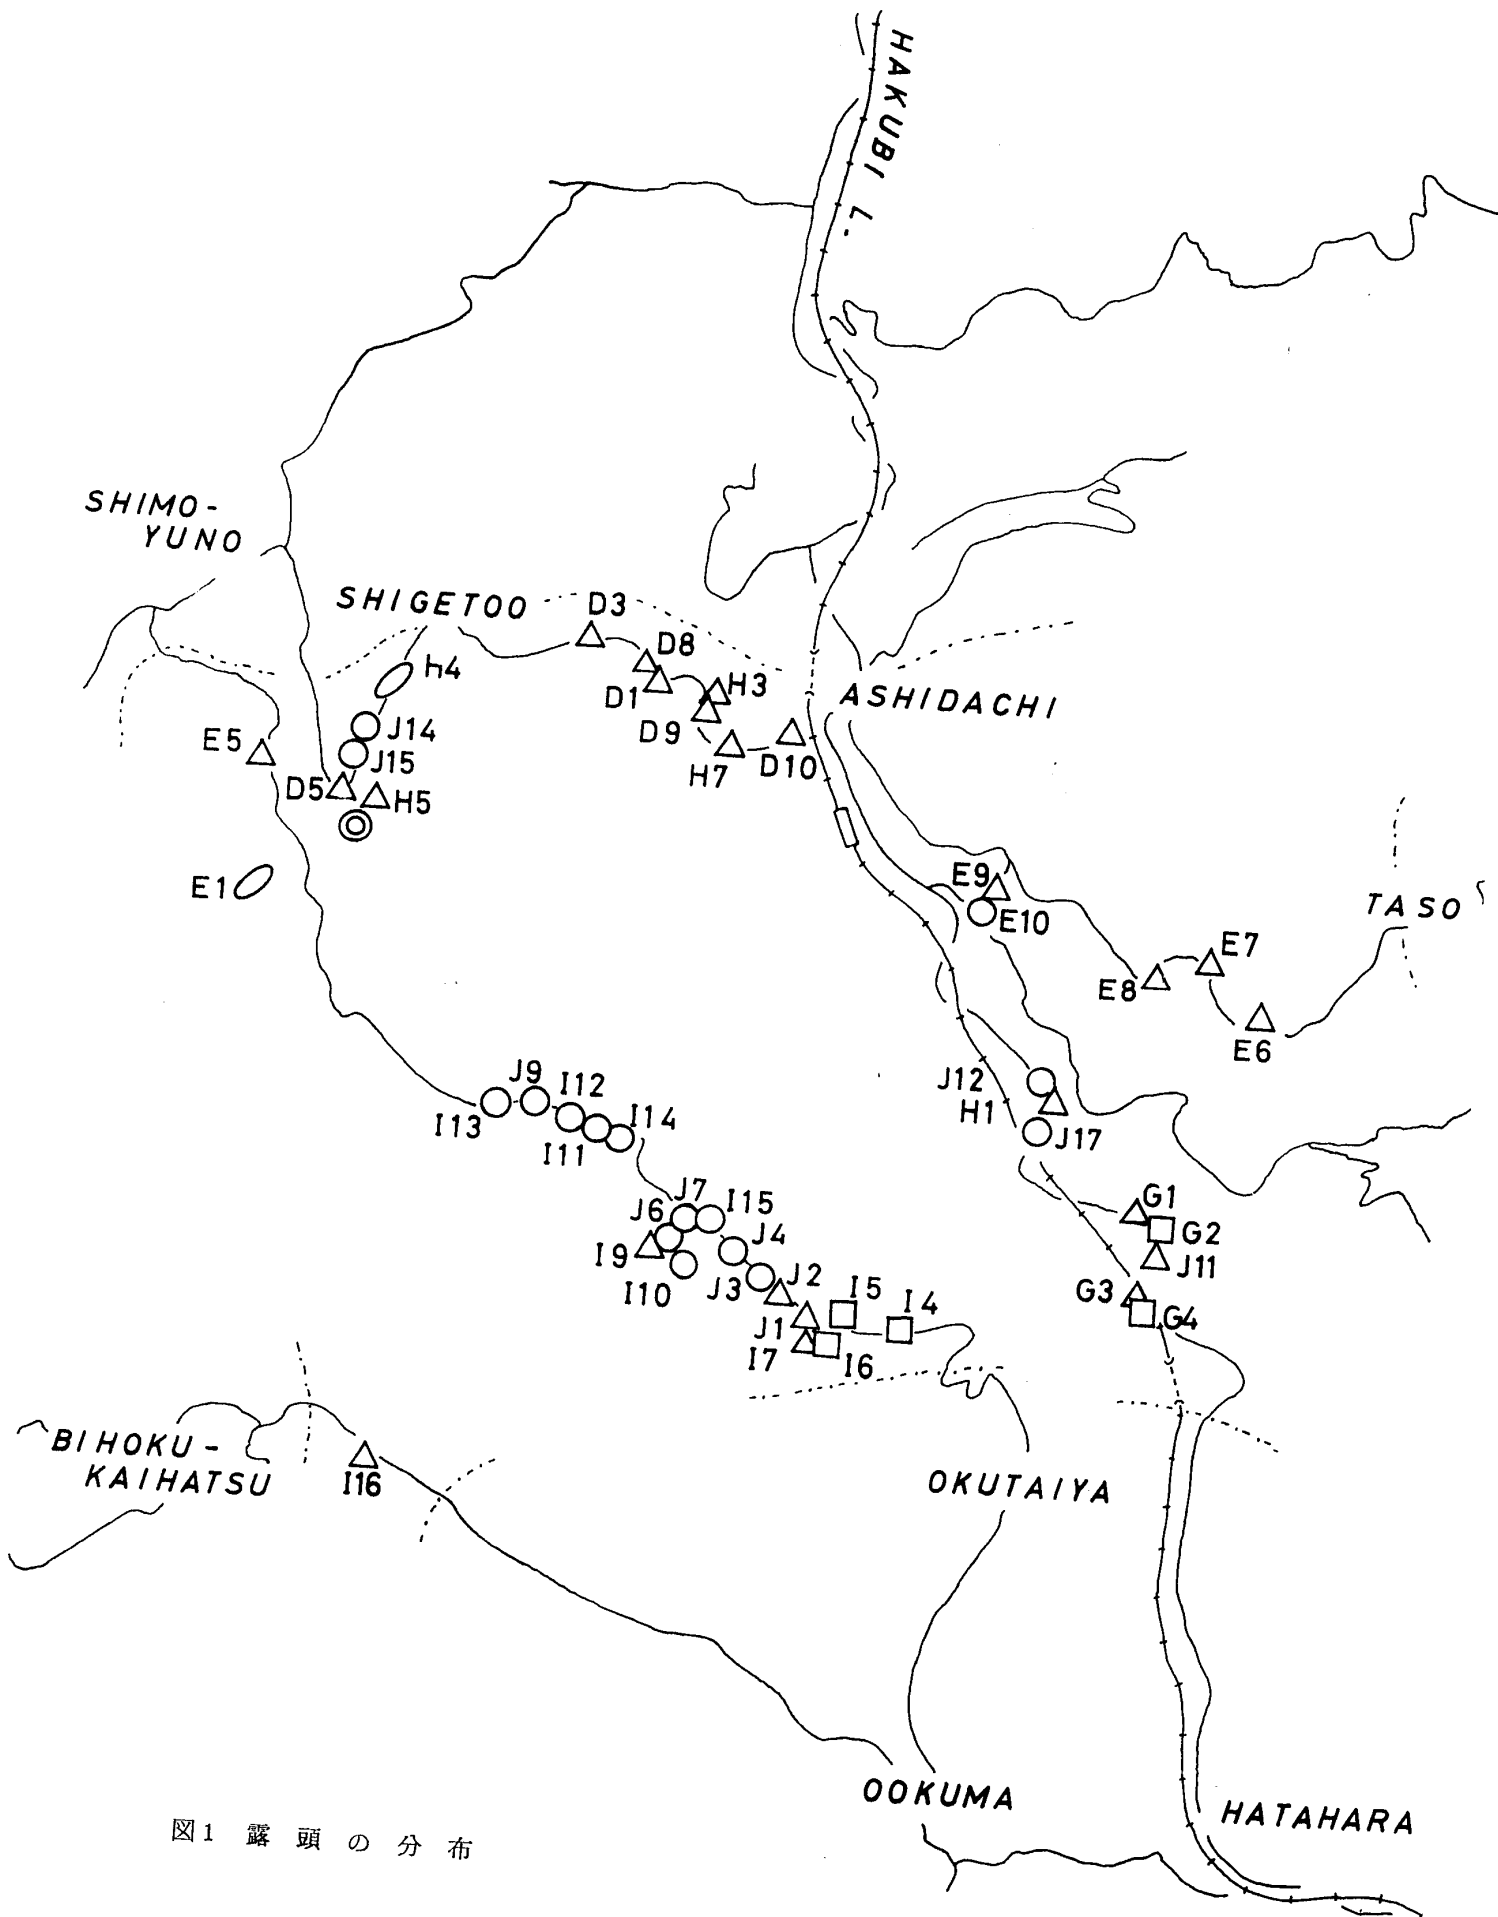 HAKUBI L.
SHIMO-
YUNO
SHIGETOO
D3
D8
h4
D1
H3
ASHIDACHI
J14
D9
E5
J15
H7
D10
D5
H5
E9
E1
E10
TASO
E7
E8
E6
J9
I12
J12
I13
I14
H1
I11
J17
J7
I15
G1
J6
J4
G2
I9
J11
I10
J3
J2
I5
I4
G3
G4
J1
I7
I6
BIHOKU-
KAIHATSU
I16
OKUTAIYA
OOKUMA
HATAHARA
図1 露頭の分布